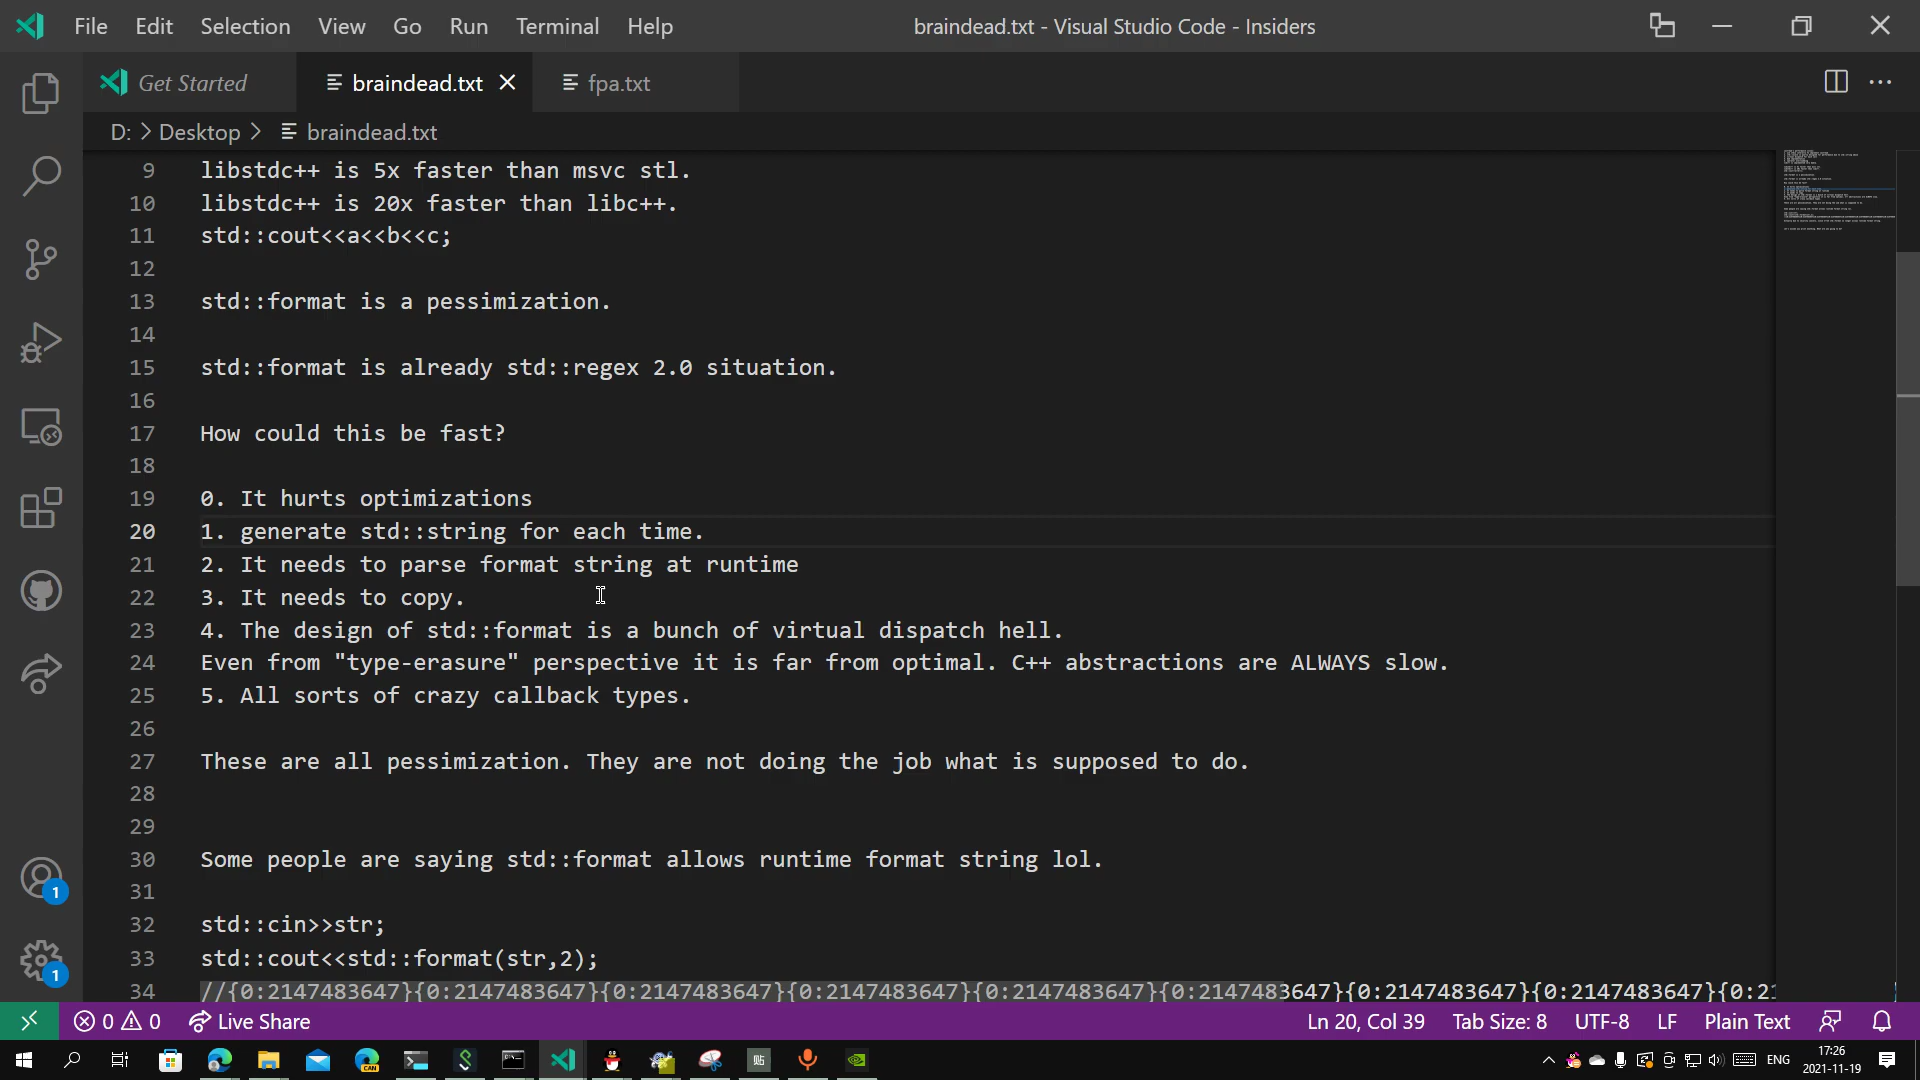 File Edit Selection View Go Run Terminal Help braindead.txt - Visual Studio Code - Insiders
Get Started braindead.txt fpa.txt
D: > Desktop > braindead.txt
9 libstdc++ is 5x faster than msvc stl.
10 libstdc++ is 20x faster than libc++.
11 std::cout<<a<<b<<c;
12
13 std::format is a pessimization.
14
15 std::format is already std::regex 2.0 situation.
16
17 How could this be fast?
18
19 0. It hurts optimizations
20 1. generate std::string for each time.
21 2. It needs to parse format string at runtime
22 3. It needs to copy.
23 4. The design of std::format is a bunch of virtual dispatch hell.
24 Even from "type-erasure" perspective it is far from optimal. C++ abstractions are ALWAYS slow.
25 5. All sorts of crazy callback types.
26
27 These are all pessimization. They are not doing the job what is supposed to do.
28
29
30 Some people are saying std::format allows runtime format string lol.
31
32 std::cin>>str;
33 std::cout<<std::format(str,2);
34 //{0:2147483647}{0:2147483647}{0:2147483647}{0:2147483647}{0:2147483647}{0:2147483647}{0:2147483647}{0:2147483647}{0:21
1
1
0 0 Live Share Ln 20, Col 39 Tab Size: 8 UTF-8 LF Plain Text
CAN 贴 ENG 17:26
2021-11-19